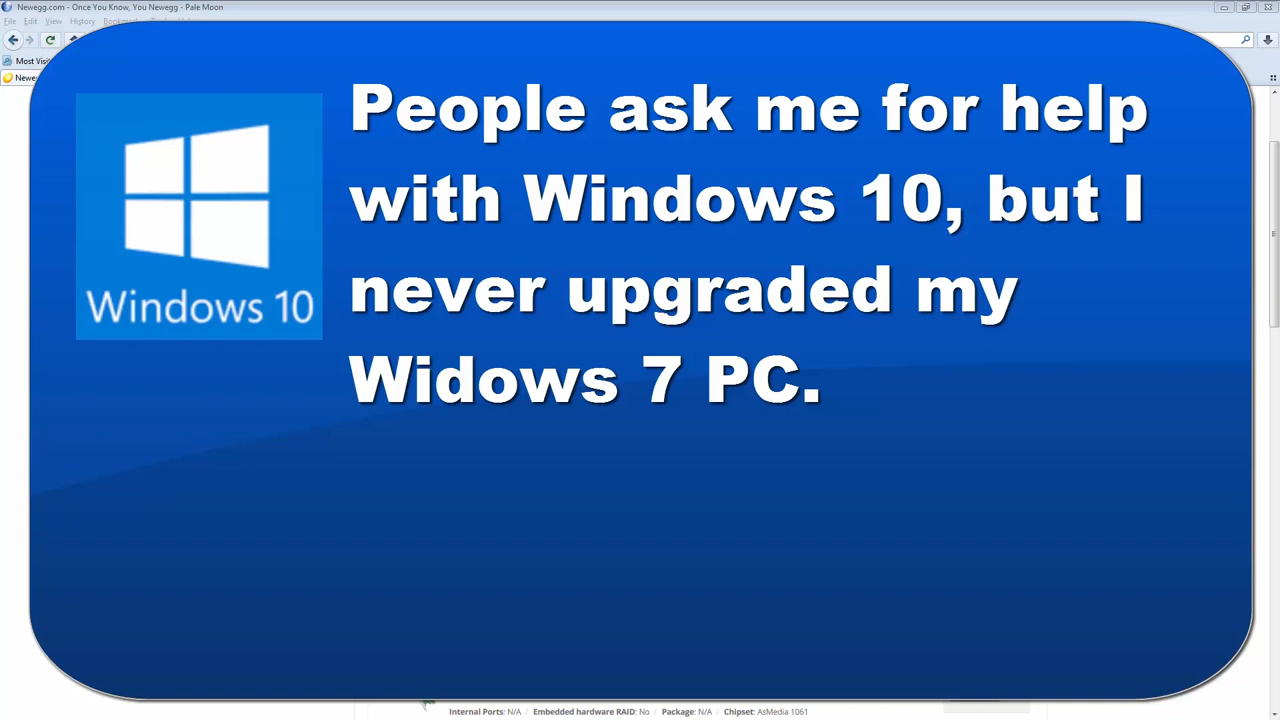 Newegg.com - Once You Know, You Newegg - Pale Moon
File Edit View History
Most Visi
Newe
People ask me for help
with Windows 10, but I
never upgraded my
Widows 7 PC.
Windows 10
Internal Ports: N/A / Embedded hardware RAID: No / Package: N/A / Chipset: AsMedia 1061